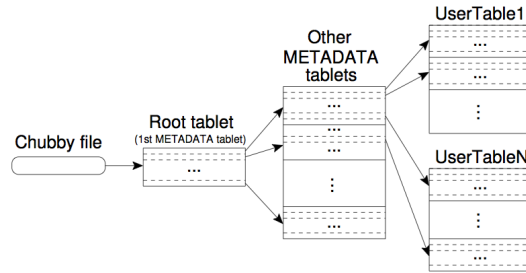 Chubby file
Root tablet
(1st METADATA tablet)
...
Other
METADATA
tablets
...
...
...
⋮
...
UserTable1
...
...
⋮
UserTableN
...
⋮
...